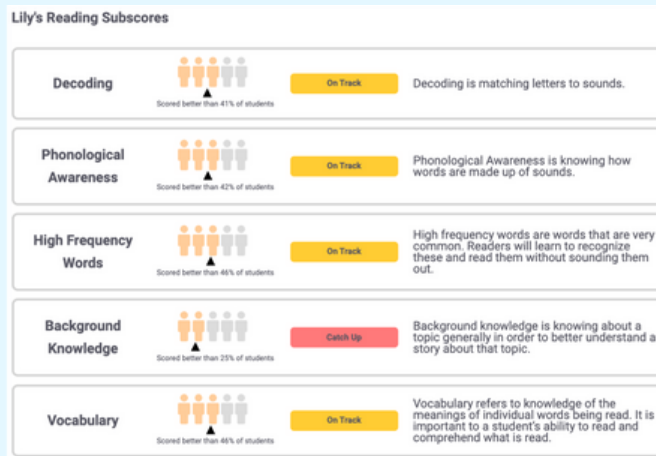 Lily's Reading Subscores
Decoding
Scored better than 41% of students
On Track
Decoding is matching letters to sounds.
Phonological
Awareness
Scored better than 42% of students
On Track
Phonological Awareness is knowing how
words are made up of sounds.
High Frequency
Words
Scored better than 46% of students
On Track
High frequency words are words that are very
common. Readers will learn to recognize
these and read them without sounding them
out.
Background
Knowledge
Scored better than 25% of students
Catch Up
Background knowledge is knowing about a
topic generally in order to better understand a
story about that topic.
Vocabulary
Scored better than 46% of students
On Track
Vocabulary refers to knowledge of the
meanings of individual words being read. It is
important to a student's ability to read and
comprehend what is read.